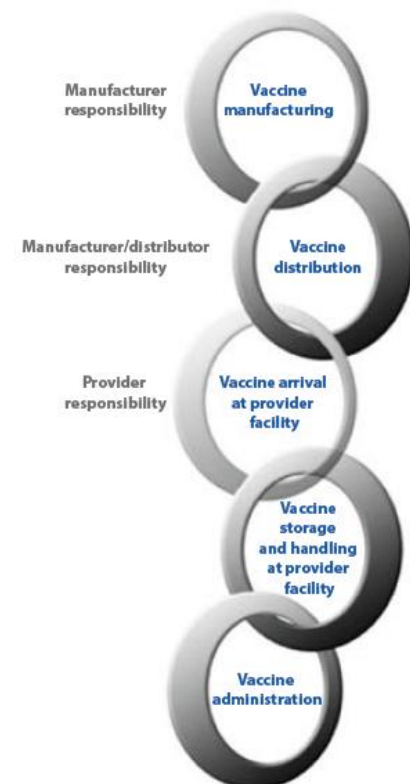 Manufacturer
responsibility
Vaccine
manufacturing
Manufacturer/distributor
responsibility
Vaccine
distribution
Provider
responsibility
Vaccine arrival
at provider
facility
Vaccine
storage
and handling
at provider
facility
Vaccine
administration